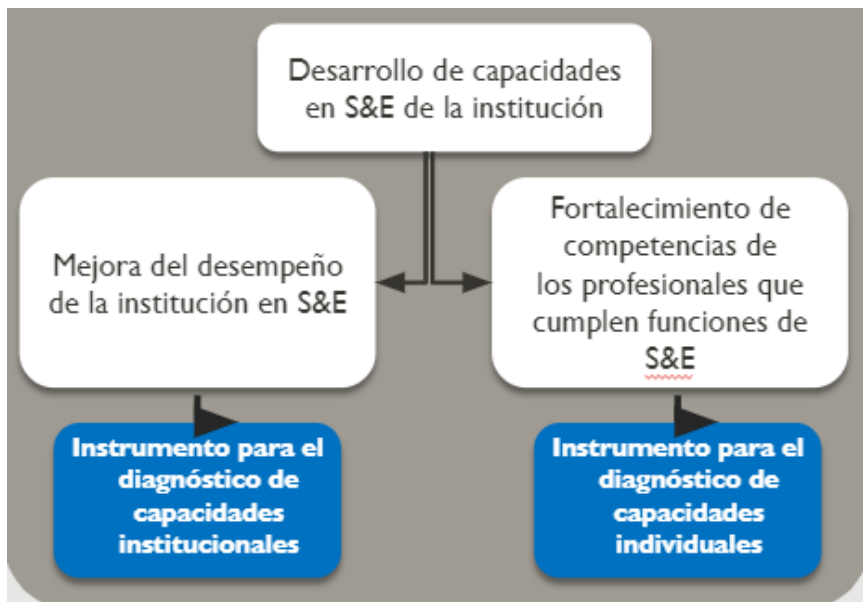 Desarrollo de capacidades
en S&E de la institución
Mejora del desempeño
de la institución en S&E
Fortalecimiento de
competencias de
los profesionales que
cumplen funciones de
S&E
Instrumento para el
diagnóstico de
capacidades
institucionales
Instrumento para el
diagnóstico de
capacidades
individuales